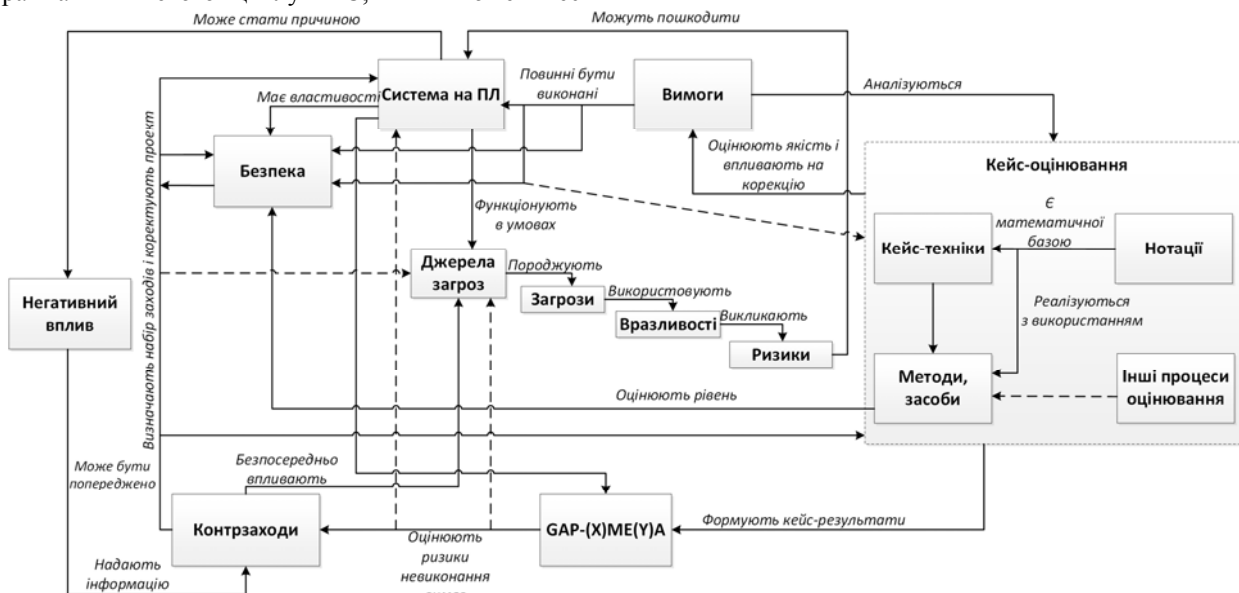 Може стати причиною
Можуть пошкодити
Система на ПЛ
Повинні бути
виконані
Вимоги
Аналізуються
Має властивості
Безпека
Оцінюють якість і
впливають на
корекцію
Кейс-оцінювання
Функціонують
в умовах
Є
математичної
базою
Кейс-техніки
Нотації
Джерела
загроз
Породжують
Загрози
Використовують
Вразливості
Викликають
Ризики
Реалізуються
з використанням
Негативний
вплив
Визначають набір заходів і коректують проект
Методи,
засоби
Інші процеси
оцінювання
Оцінюють рівень
Може бути
попереджено
Безпосередньо
впливають
Контрзаходи
GAP-(X)ME(Y)A
Формують кейс-результати
Оцінюють
ризики
невиконання
Надають
інформацію